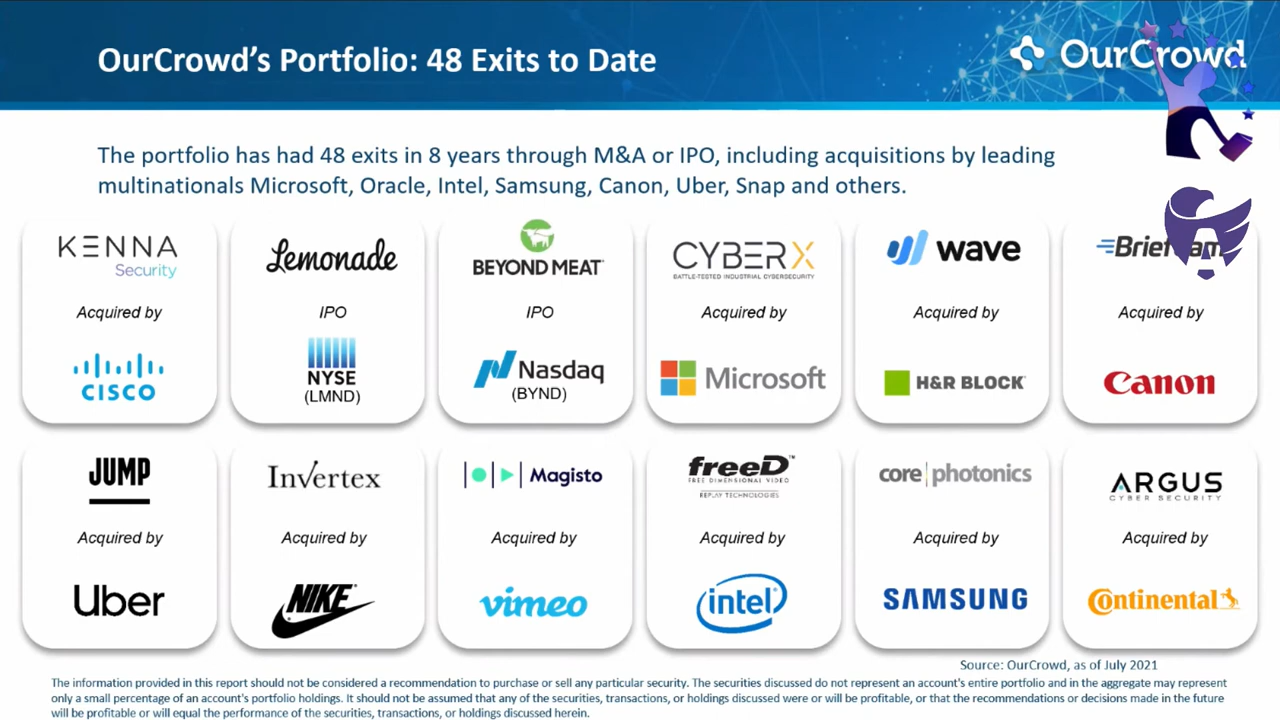 OurCrowd's Portfolio: 48 Exits to Date
OurCrowd
The portfolio has had 48 exits in 8 years through M&A or IPO, including acquisitions by leading
multinationals Microsoft, Oracle, Intel, Samsung, Canon, Uber, Snap and others.
KENNA
Security
Acquired by
CISCO
Lemonade
IPO
NYSE
(LMND)
BEYOND MEAT
IPO
Nasdaq
(BYND)
CYBERX
BATTLE-TESTED INDUSTRIAL CYBERSECURITY
Acquired by
Microsoft
wave
Acquired by
H&R BLOCK
Acquired by
Canon
JUMP
Acquired by
Uber
Invertex
Acquired by
NIKE
Magisto
Acquired by
vimeo
freeD™
FREE DIMENSIONAL VIDEO
REPLAY TECHNOLOGIES
Acquired by
intel
core photonics
Acquired by
SAMSUNG
ARGUS
CYBER SECURITY
Acquired by
Continental
Source: OurCrowd, as of July 2021
The information provided in this report should not be considered a recommendation to purchase or sell any particular security. The securities discussed do not represent an account's entire portfolio and in the aggregate may represent
only a small percentage of an account's portfolio holdings. It should not be assumed that any of the securities, transactions, or holdings discussed were or will be profitable, or that the recommendations or decisions made in the future
will be profitable or will equal the performance of the securities, transactions, or holdings discussed herein.